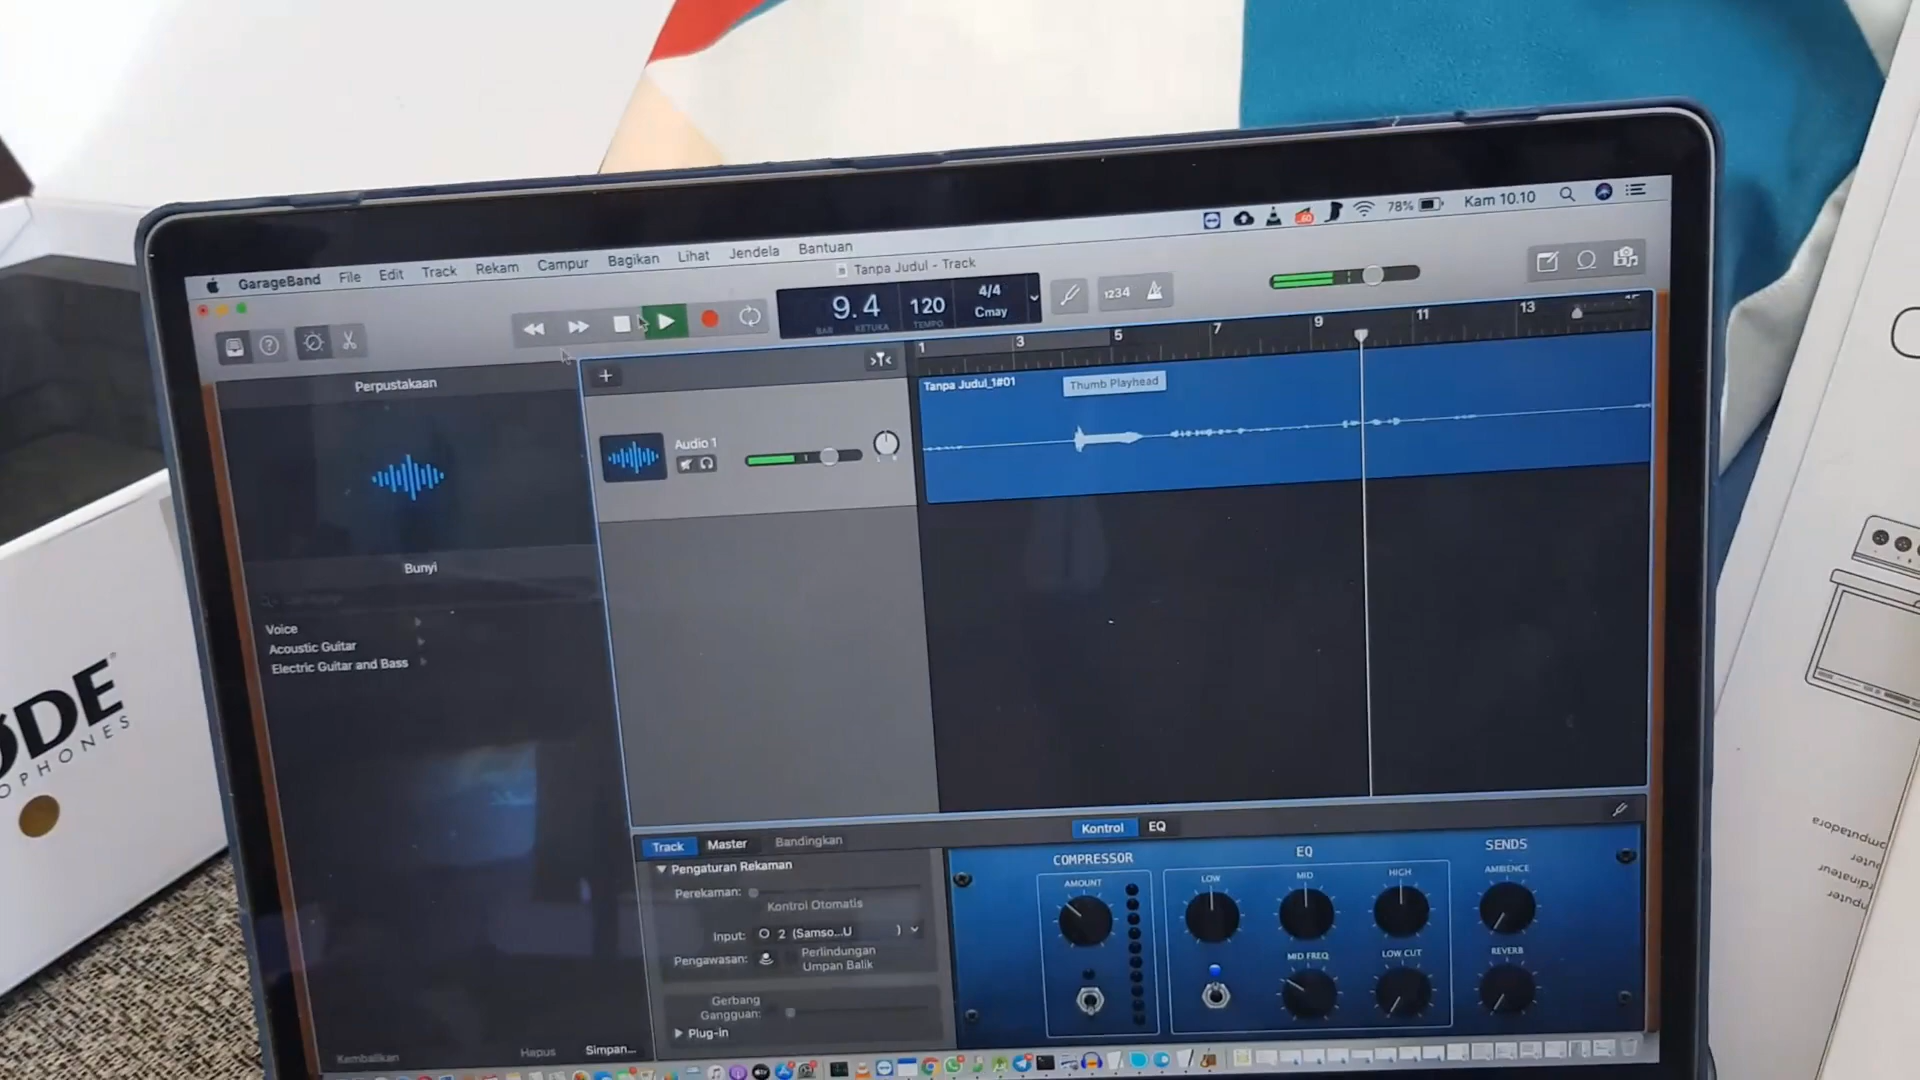 GarageBand File Edit Track Rekam Campur Bagikan Lihat Jendela Bantuan
78% Kam 10.10
Tanpa Judul - Track
9.4 120 4/4 Cmay
BAR KETUKA TEMPO
1234
Perpustakaan
1 3 5 7 9 11 13
Tanpa Judul_1#01
Thumb Playhead
Audio 1
Bunyi
Voice
Acoustic Guitar
Electric Guitar and Bass
Track Master Bandingkan
Kontrol EQ
Pengaturan Rekaman
Perekaman:
Kontrol Otomatis
Input: 2 (Samso...U )
Pengawasan: Perlindungan
Umpan Balik
Gerbang
Gangguan:
Plug-in
COMPRESSOR EQ SENDS
AMOUNT LOW MID HIGH AMBIENCE
MID FREQ LOW CUT REVERB
Kembalikan Hapus Simpan...
ØDE
OPHONES